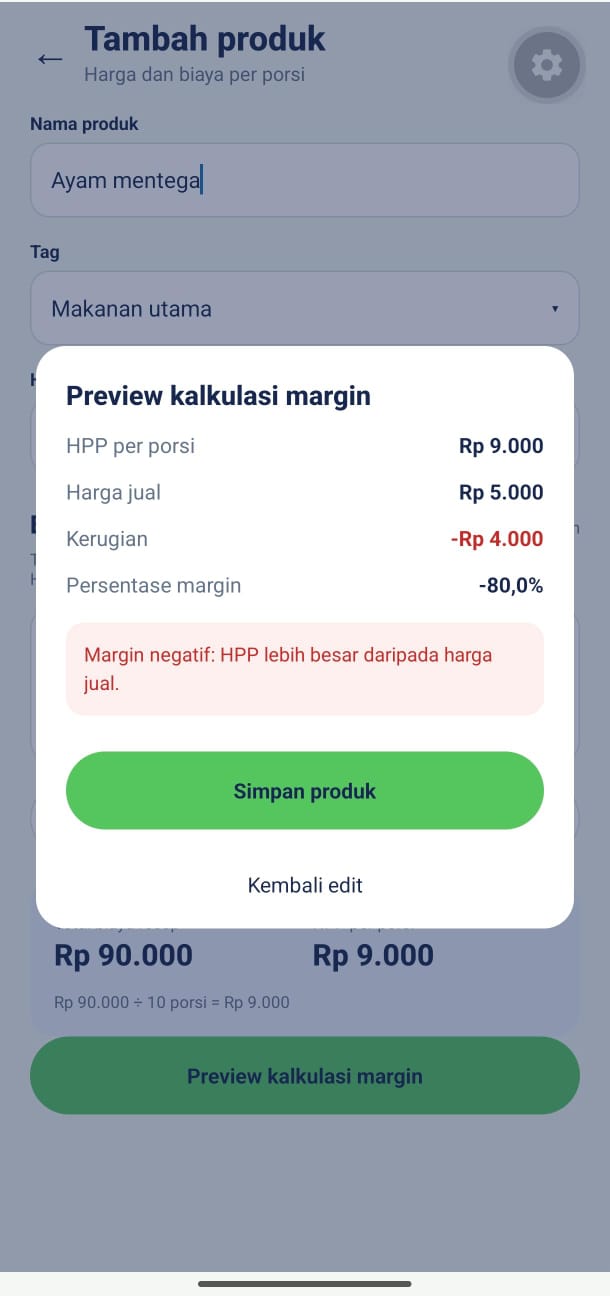 Tambah produk
←
Harga dan biaya per porsi
Nama produk
Ayam mentega
Tag
Makanan utama
Preview kalkulasi margin
HPP per porsi Rp 9.000
Harga jual Rp 5.000
Kerugian -Rp 4.000
Persentase margin -80,0%
Margin negatif: HPP lebih besar daripada harga
jual.
Simpan produk
Kembali edit
Rp 90.000 Rp 9.000
Rp 90.000 ÷ 10 porsi = Rp 9.000
Preview kalkulasi margin